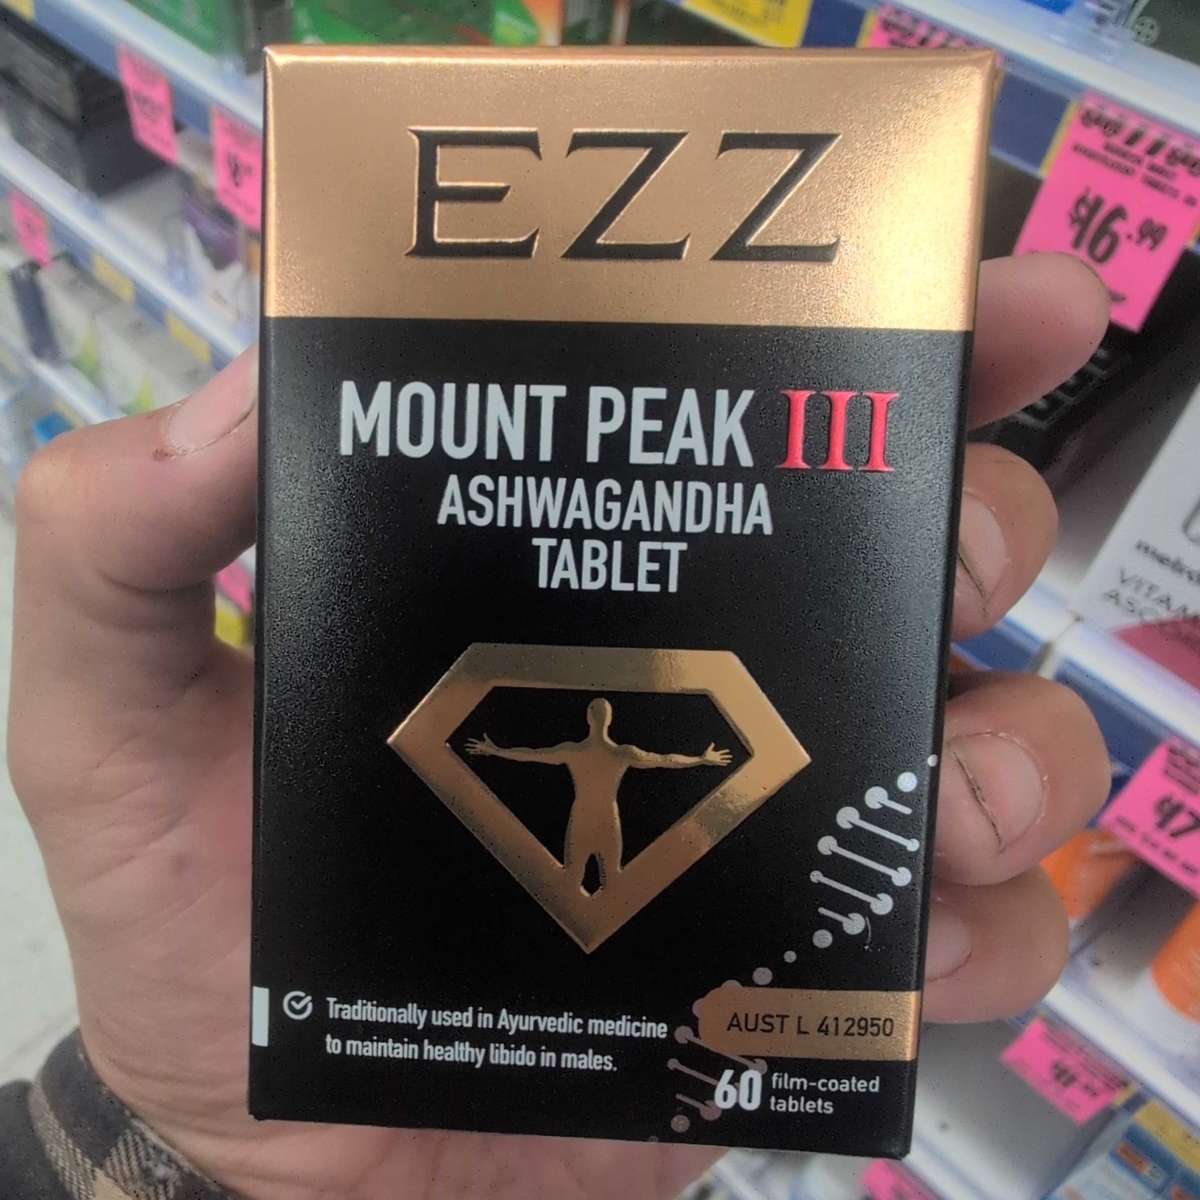 EZZ
MOUNT PEAK III
ASHWAGANDHA
TABLET
Traditionally used in Ayurvedic medicine
to maintain healthy libido in males.
AUST L 412950
60 film-coated
tablets
$16.99